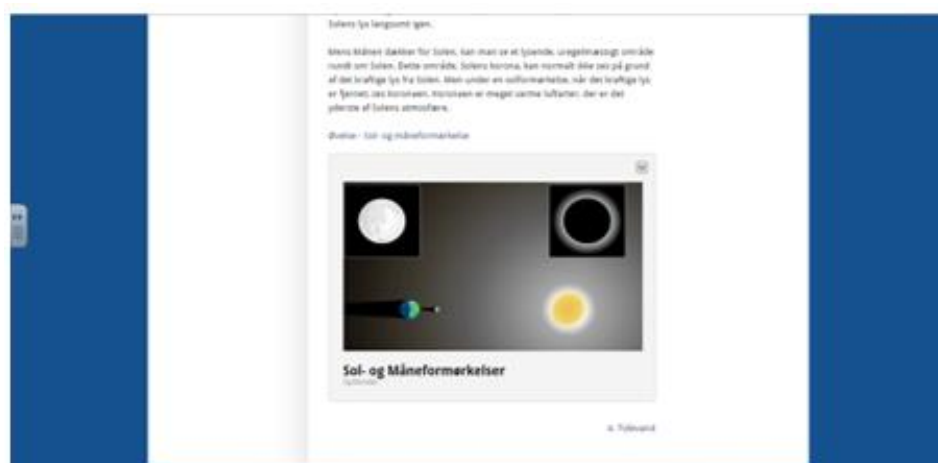 Solens lys langsomt igen.
Mens Månen dækker for Solen, kan man se et lysende, uregelmæssigt område
rundt om Solen. Dette område, Solens korona, kan normalt ikke ses på grund
af det kraftige lys fra Solen. Men under en solformørkelse, når det kraftige lys
er fjernet, ses koronaen. Koronaen er meget varme luftarter, der er det
yderste af Solens atmosfære.
Øvelse - Sol- og måneformørkelse
Sol- og Måneformørkelser
Tidevand